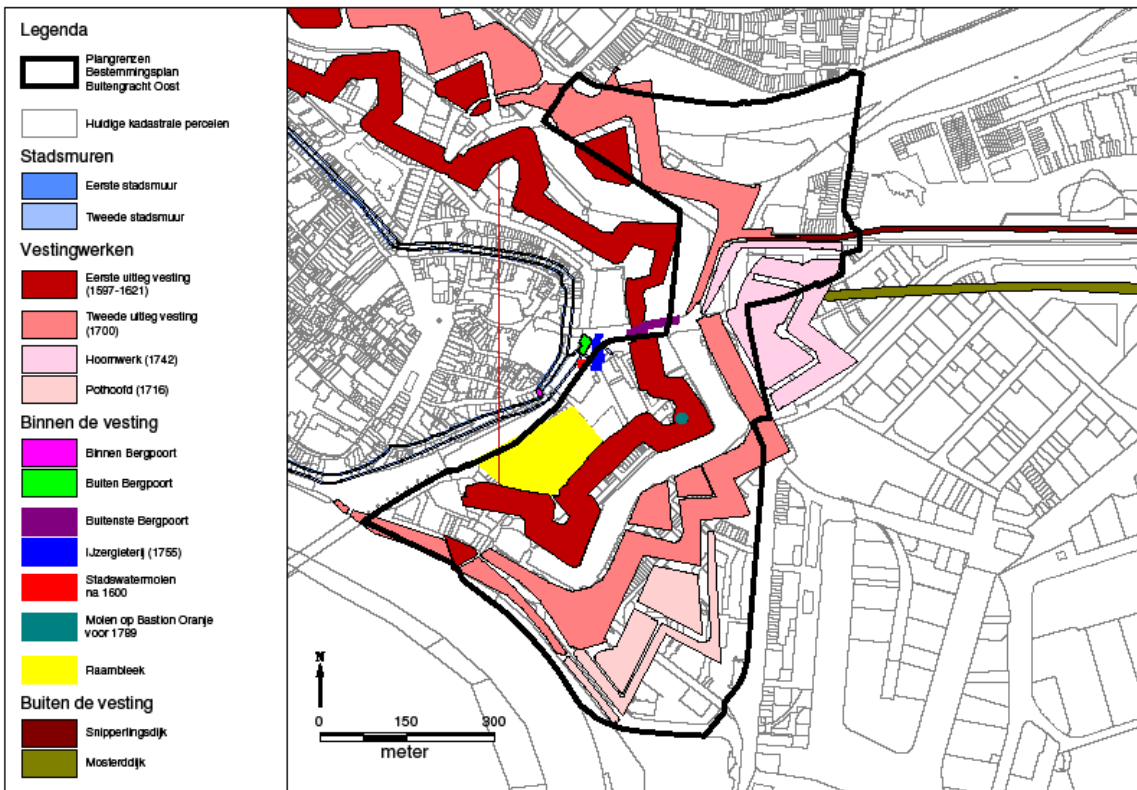 Legenda
Plangrenzen
Bestemmingsplan
Buitengracht Oost
Huidige kadastrale percelen
Stadsmuren
Eerste stadsmuur
Tweede stadsmuur
Vestingwerken
Eerste uitleg vesting
(1597-1621)
Tweede uitleg vesting
(1700)
Hoornwerk (1742)
Pothoofd (1716)
Binnen de vesting
Binnen Bergpoort
Buiten Bergpoort
Buitenste Bergpoort
IJzergieterij (1755)
Stadswatermolen
na 1600
Molen op Bastion Oranje
voor 1789
Raambleek
Buiten de vesting
Snipperlingsdijk
Mosterddijk
N
0 150 300
meter